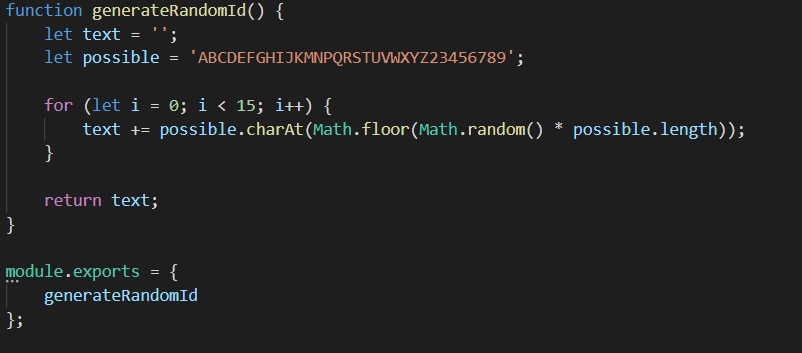 function generateRandomId() {
    let text = '';
    let possible = 'ABCDEFGHIJKMNPQRSTUVWXYZ23456789';

    for (let i = 0; i < 15; i++) {
        text += possible.charAt(Math.floor(Math.random() * possible.length));
    }

    return text;
}

module.exports = {
    generateRandomId
};